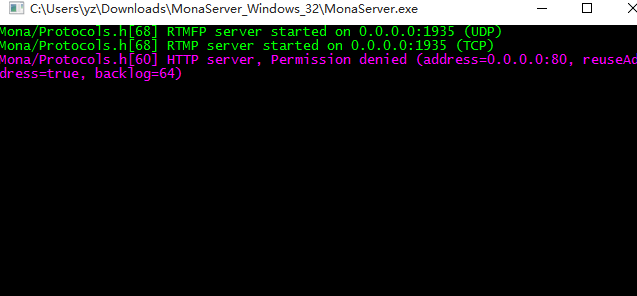 C:\Users\yz\Downloads\MonaServer_Windows_32\MonaServer.exe
Mona/Protocols.h[68] RTMFP server started on 0.0.0.0:1935 (UDP)
Mona/Protocols.h[68] RTMP server started on 0.0.0.0:1935 (TCP)
Mona/Protocols.h[60] HTTP server, Permission denied (address=0.0.0.0:80, reuseAd
dress=true, backlog=64)